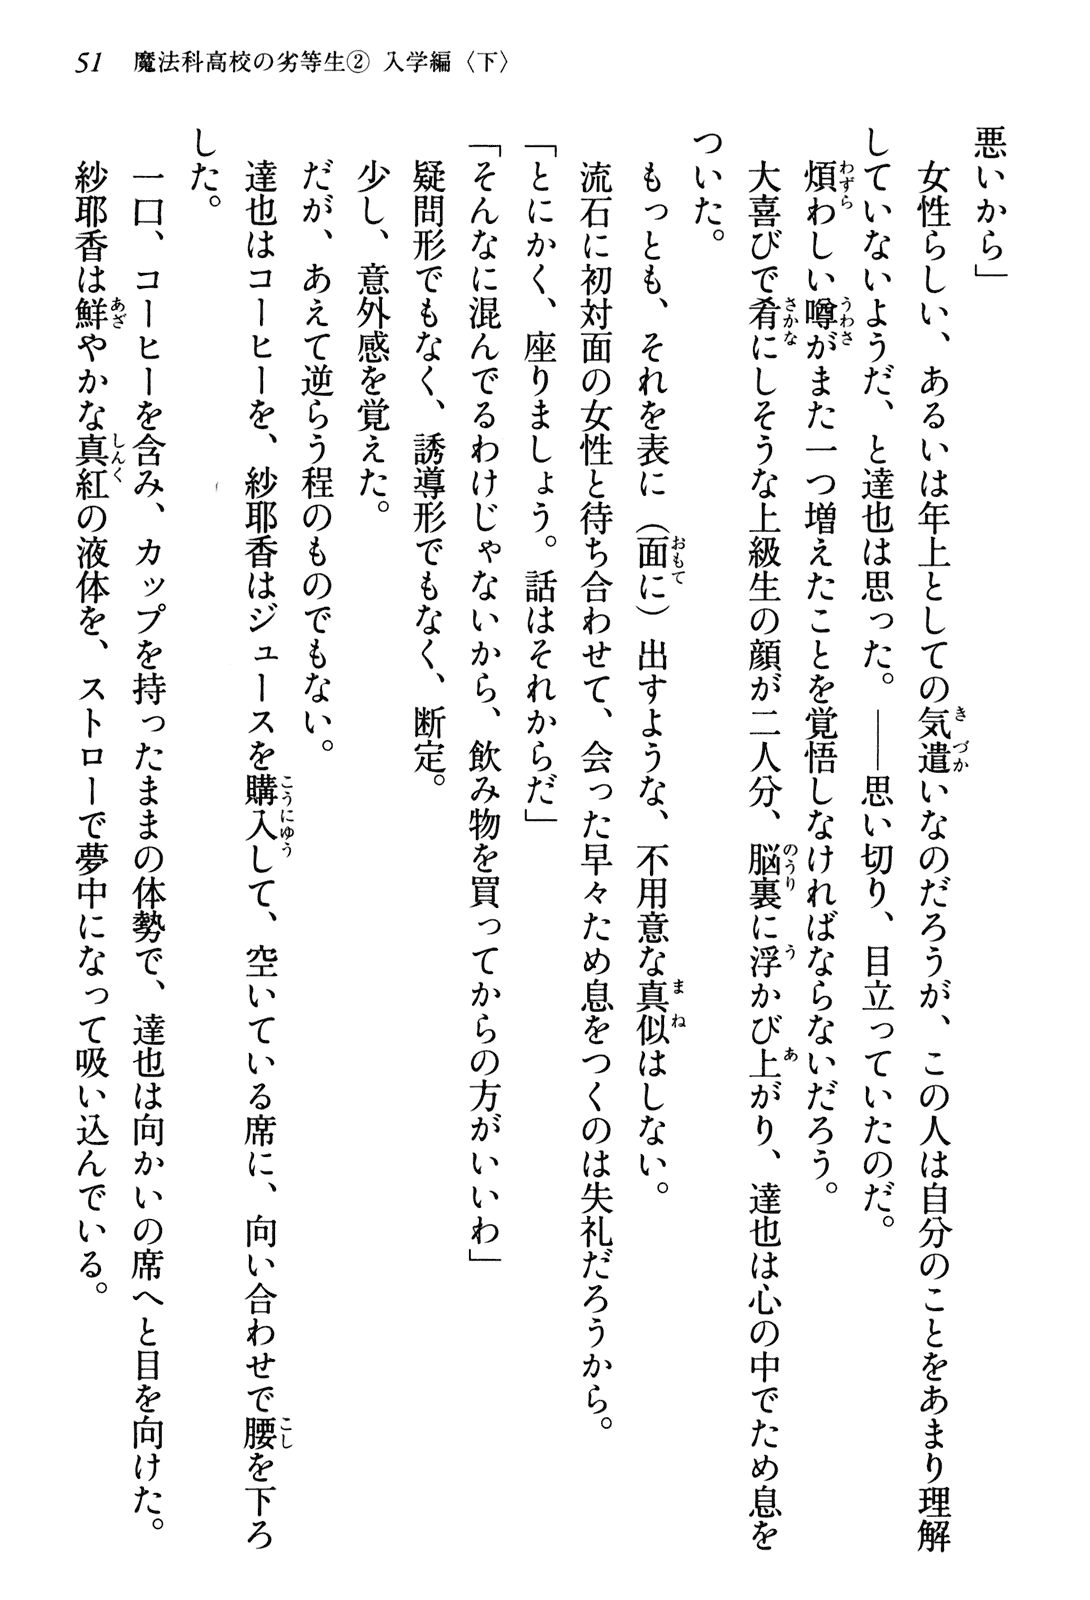 51　魔法科高校の劣等生② 入学編〈下〉
悪いから」
　女性らしい、あるいは年上としての気遣いなのだろうが、この人は自分のことをあまり理解
していないようだ、と達也は思った。――思い切り、目立っていたのだ。
　煩わしい噂がまた一つ増えたことを覚悟しなければならないだろう。
　大喜びで肴にしそうな上級生の顔が二人分、脳裏に浮かび上がり、達也は心の中でため息を
ついた。
　もっとも、それを表に（面に）出すような、不用意な真似はしない。
　流石に初対面の女性と待ち合わせて、会った早々ため息をつくのは失礼だろうから。
「とにかく、座りましょう。話はそれからだ」
「そんなに混んでるわけじゃないから、飲み物を買ってからの方がいいわ」
　疑問形でもなく、誘導形でもなく、断定。
　少し、意外感を覚えた。
　だが、あえて逆らう程のものでもない。
　達也はコーヒーを、紗耶香はジュースを購入して、空いている席に、向い合わせで腰を下ろ
した。
　一口、コーヒーを含み、カップを持ったままの体勢で、達也は向かいの席へと目を向けた。
　紗耶香は鮮やかな真紅の液体を、ストローで夢中になって吸い込んでいる。